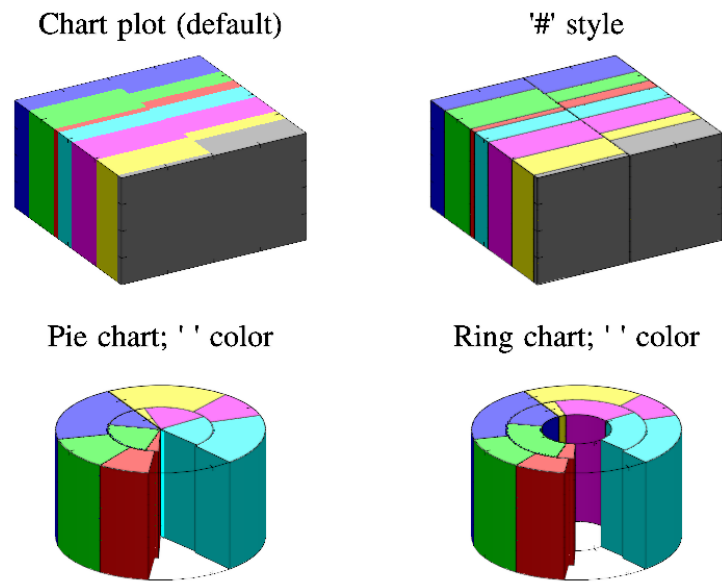 Chart plot (default)
'#' style
Pie chart; ' ' color
Ring chart; ' ' color